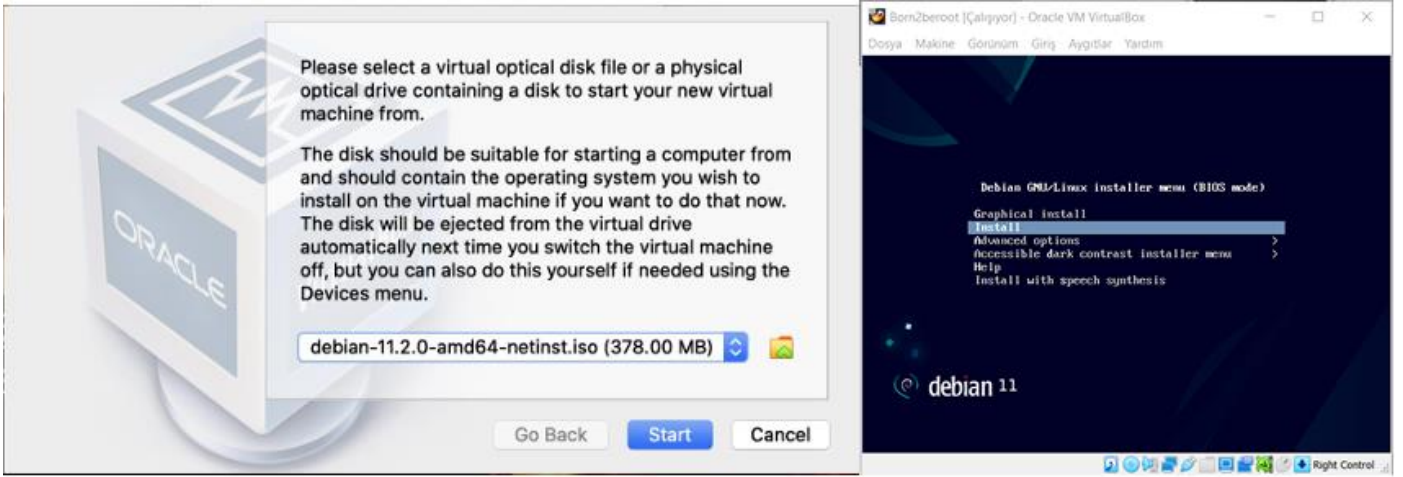 Please select a virtual optical disk file or a physical
optical drive containing a disk to start your new virtual
machine from.
The disk should be suitable for starting a computer from
and should contain the operating system you wish to
install on the virtual machine if you want to do that now.
The disk will be ejected from the virtual drive
automatically next time you switch the virtual machine
off, but you can also do this yourself if needed using the
Devices menu.
ORACLE
debian-11.2.0-amd64-netinst.iso (378.00 MB)
Go Back Start Cancel
Born2beroot [Çalışıyor] - Oracle VM VirtualBox
Dosya Makine Görünüm Giriş Aygıtlar Yardım
Debian GNU/Linux installer menu (BIOS mode)
Graphical install
Install
Advanced options >
Accessible dark contrast installer menu >
Help
Install with speech synthesis
debian 11
Right Control